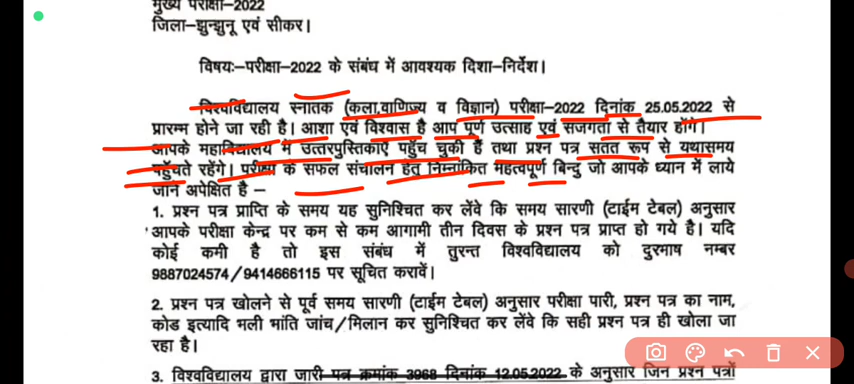 मुख्य परीक्षा–2022
जिला–झुन्झुनू एवं सीकर।
विषयः–परीक्षा–2022 के संबंध में आवश्यक दिशा–निर्देश।
विश्वविद्यालय स्नातक (कला,वाणिज्य व विज्ञान) परीक्षा–2022 दिनांक 25.05.2022 से
प्रारम्भ होने जा रही है। आशा एवं विश्वास है आप पूर्ण उत्साह एवं सजगता से तैयार होंगे।
आपके महाविद्यालय में उत्तरपुस्तिकाएँ पहुँच चुकी हैं तथा प्रश्न पत्र सतत रूप से यथासमय
पहुँचते रहेंगे। परीक्षा के सफल संचालन हेतु निम्नांकित महत्वपूर्ण बिन्दु जो आपके ध्यान में लाये
जाने अपेक्षित है –
1. प्रश्न पत्र प्राप्ति के समय यह सुनिश्चित कर लेंवे कि समय सारणी (टाईम टेबल) अनुसार
आपके परीक्षा केन्द्र पर कम से कम आगामी तीन दिवस के प्रश्न पत्र प्राप्त हो गये है। यदि
कोई कमी है तो इस संबंध में तुरन्त विश्वविद्यालय को दुरभाष नम्बर
9887024574/9414666115 पर सूचित करावें।
2. प्रश्न पत्र खोलने से पूर्व समय सारणी (टाईम टेबल) अनुसार परीक्षा पारी, प्रश्न पत्र का नाम,
कोड इत्यादि भली भांति जांच/मिलान कर सुनिश्चित कर लेंवे कि सही प्रश्न पत्र ही खोला जा
रहा है।
3. विश्वविद्यालय द्वारा जारी पत्र क्रमांक 3968 दिनांक 12.05.2022 के अनुसार जिन प्रश्न पत्रों